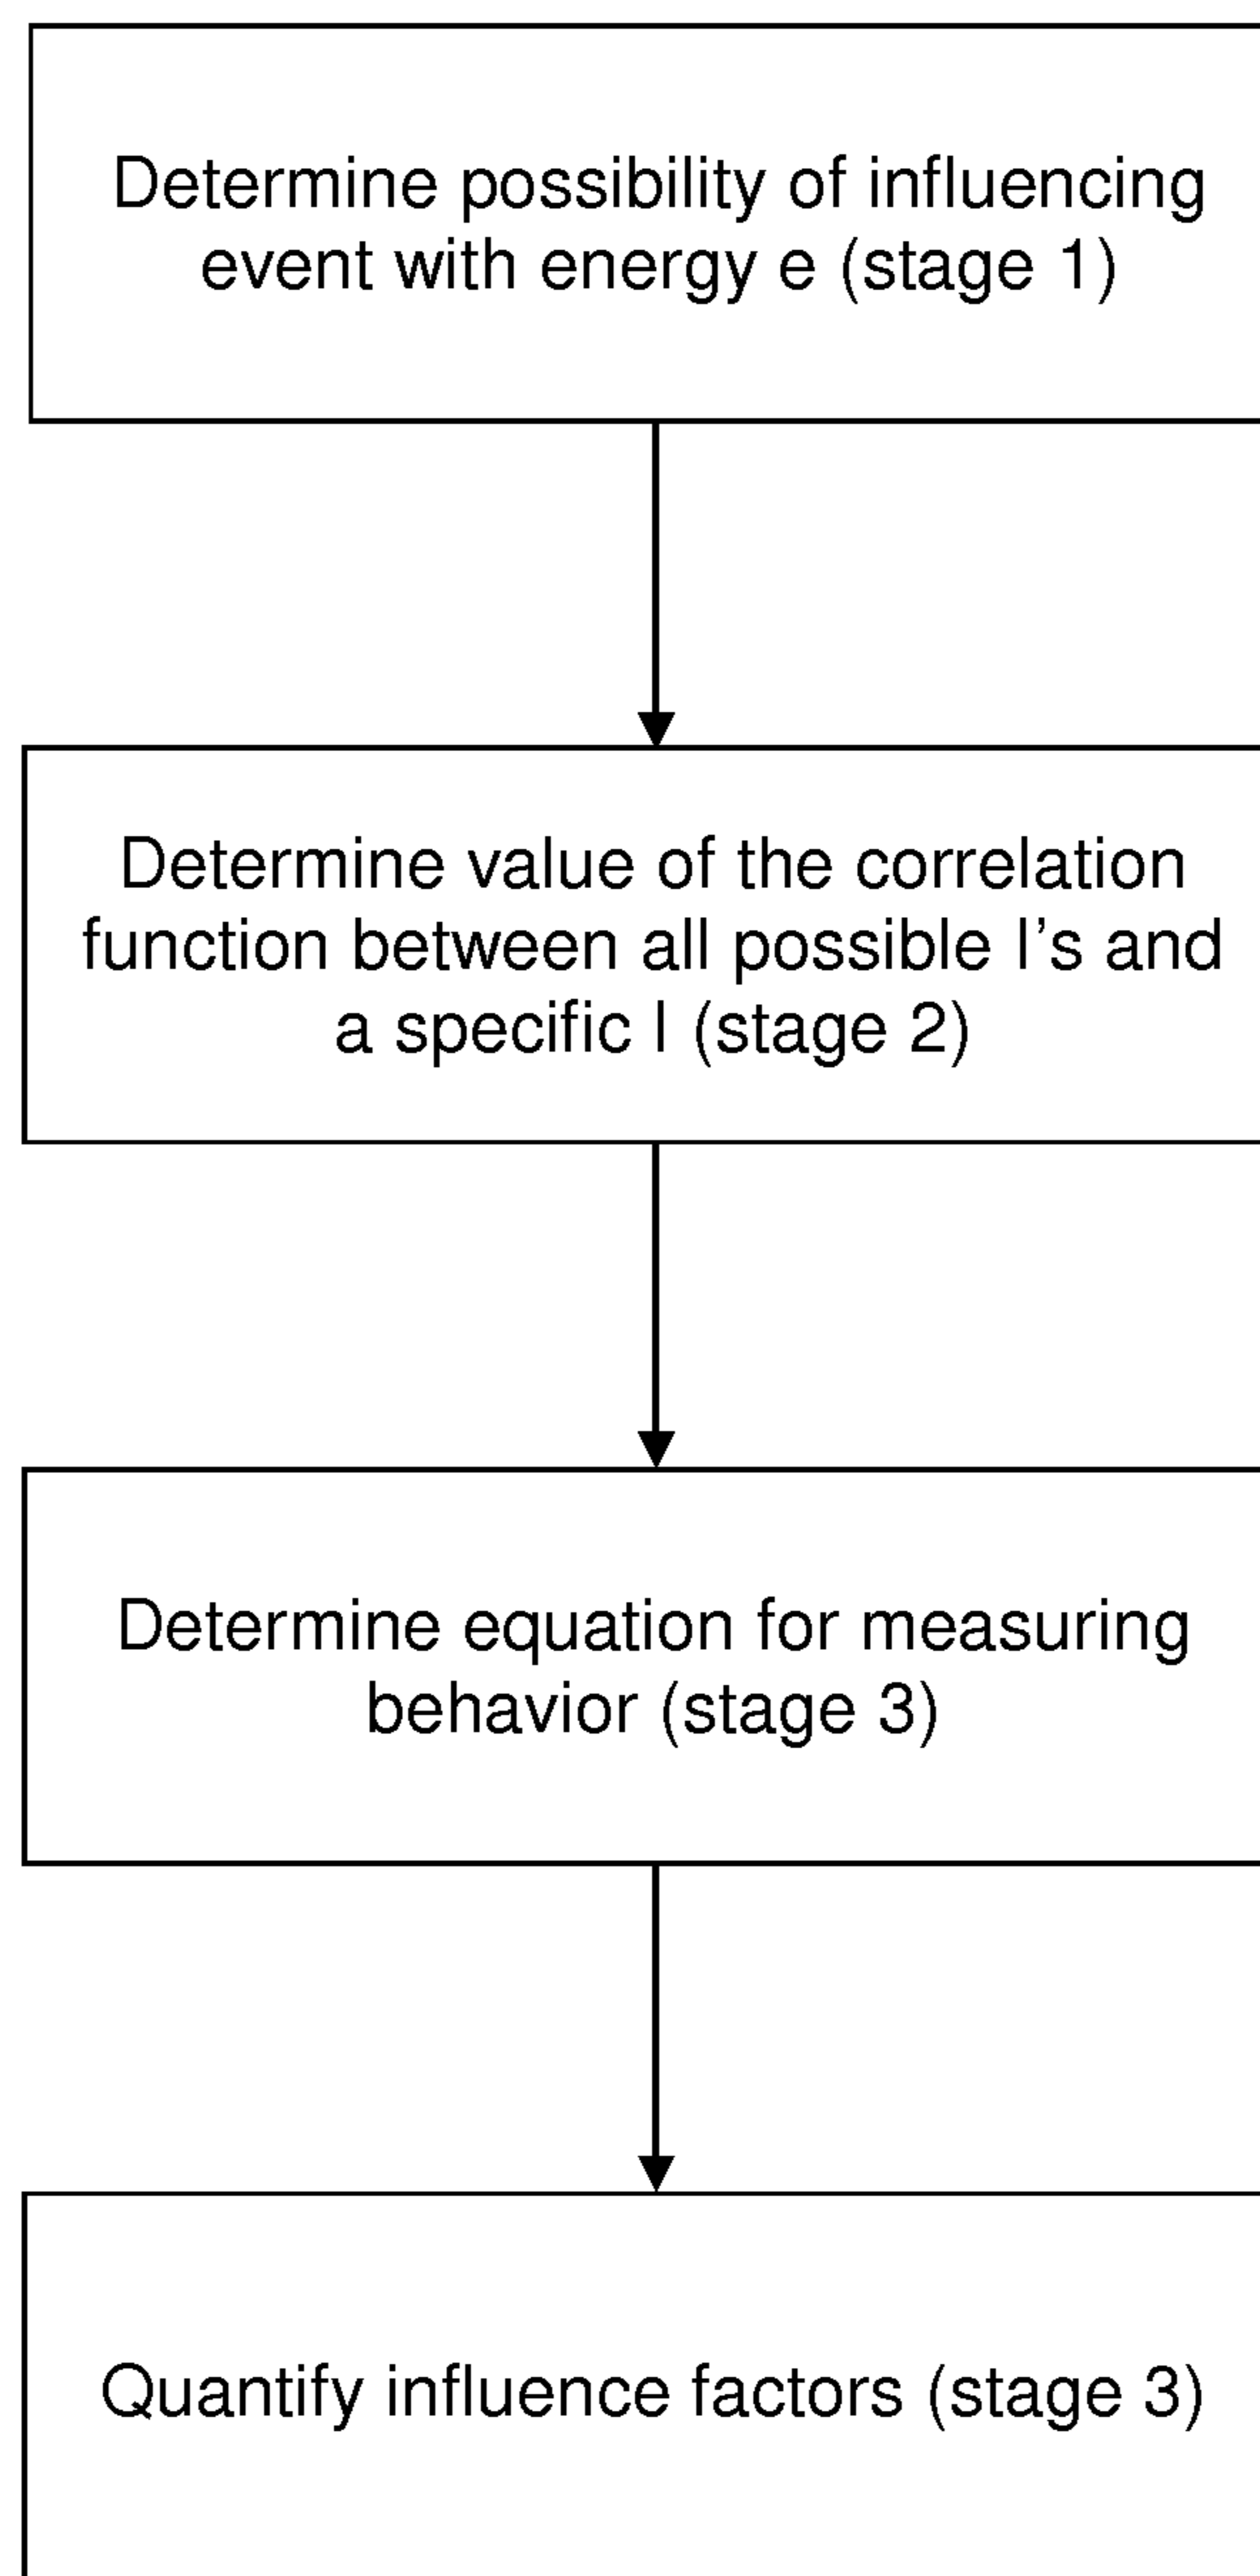 Determine possibility of influencing
event with energy e (stage 1)
Determine value of the correlation
function between all possible I's and
a specific I (stage 2)
Determine equation for measuring
behavior (stage 3)
Quantify influence factors (stage 3)